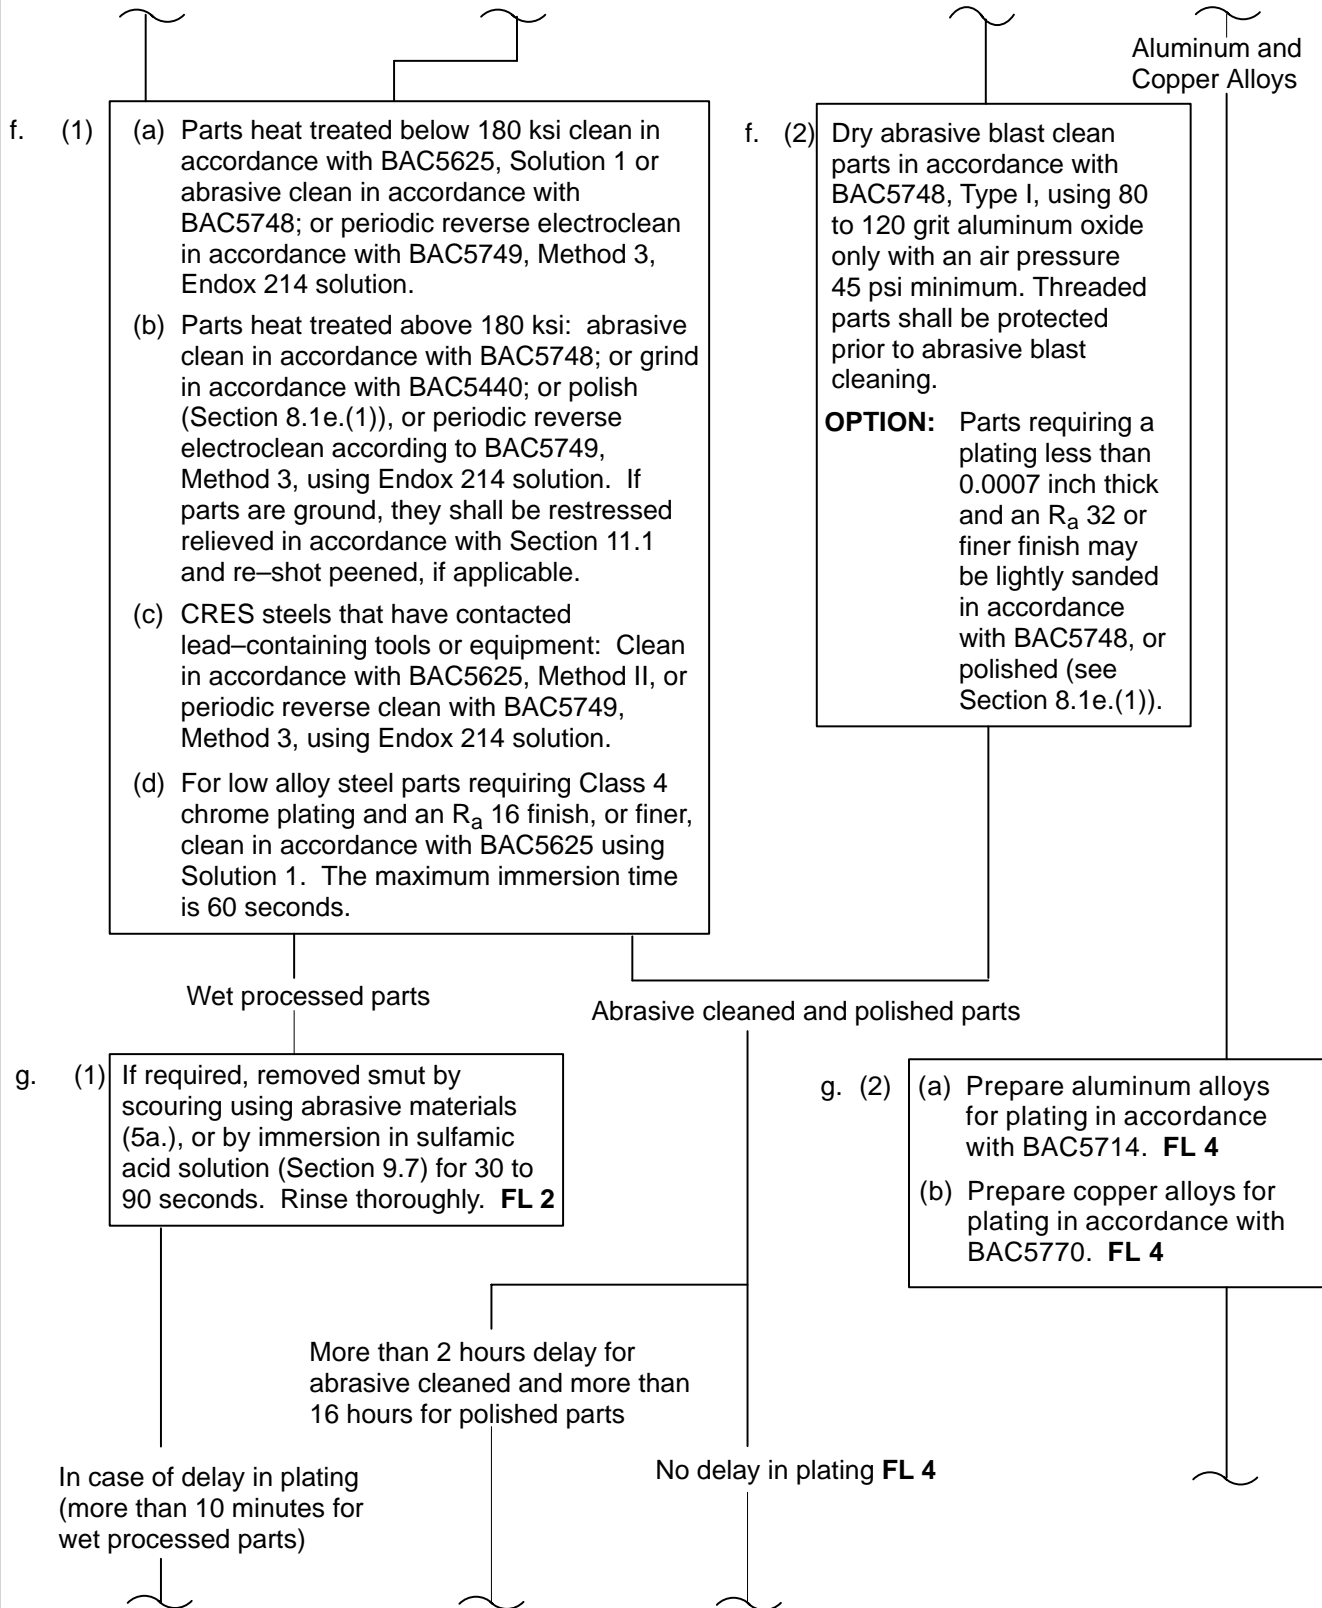 Aluminum and
Copper Alloys
f. (1) (a) Parts heat treated below 180 ksi clean in
accordance with BAC5625, Solution 1 or
abrasive clean in accordance with
BAC5748; or periodic reverse electroclean
in accordance with BAC5749, Method 3,
Endox 214 solution.
(b) Parts heat treated above 180 ksi: abrasive
clean in accordance with BAC5748; or grind
in accordance with BAC5440; or polish
(Section 8.1e.(1)), or periodic reverse
electroclean according to BAC5749,
Method 3, using Endox 214 solution. If
parts are ground, they shall be restressed
relieved in accordance with Section 11.1
and re–shot peened, if applicable.
(c) CRES steels that have contacted
lead–containing tools or equipment: Clean
in accordance with BAC5625, Method II, or
periodic reverse clean with BAC5749,
Method 3, using Endox 214 solution.
(d) For low alloy steel parts requiring Class 4
chrome plating and an Ra 16 finish, or finer,
clean in accordance with BAC5625 using
Solution 1. The maximum immersion time
is 60 seconds.
f. (2) Dry abrasive blast clean
parts in accordance with
BAC5748, Type I, using 80
to 120 grit aluminum oxide
only with an air pressure
45 psi minimum. Threaded
parts shall be protected
prior to abrasive blast
cleaning.
OPTION: Parts requiring a
plating less than
0.0007 inch thick
and an Ra 32 or
finer finish may
be lightly sanded
in accordance
with BAC5748, or
polished (see
Section 8.1e.(1)).
Wet processed parts
Abrasive cleaned and polished parts
g. (1) If required, removed smut by
scouring using abrasive materials
(5a.), or by immersion in sulfamic
acid solution (Section 9.7) for 30 to
90 seconds. Rinse thoroughly. FL 2
g. (2) (a) Prepare aluminum alloys
for plating in accordance
with BAC5714. FL 4
(b) Prepare copper alloys for
plating in accordance with
BAC5770. FL 4
More than 2 hours delay for
abrasive cleaned and more than
16 hours for polished parts
In case of delay in plating
(more than 10 minutes for
wet processed parts)
No delay in plating FL 4